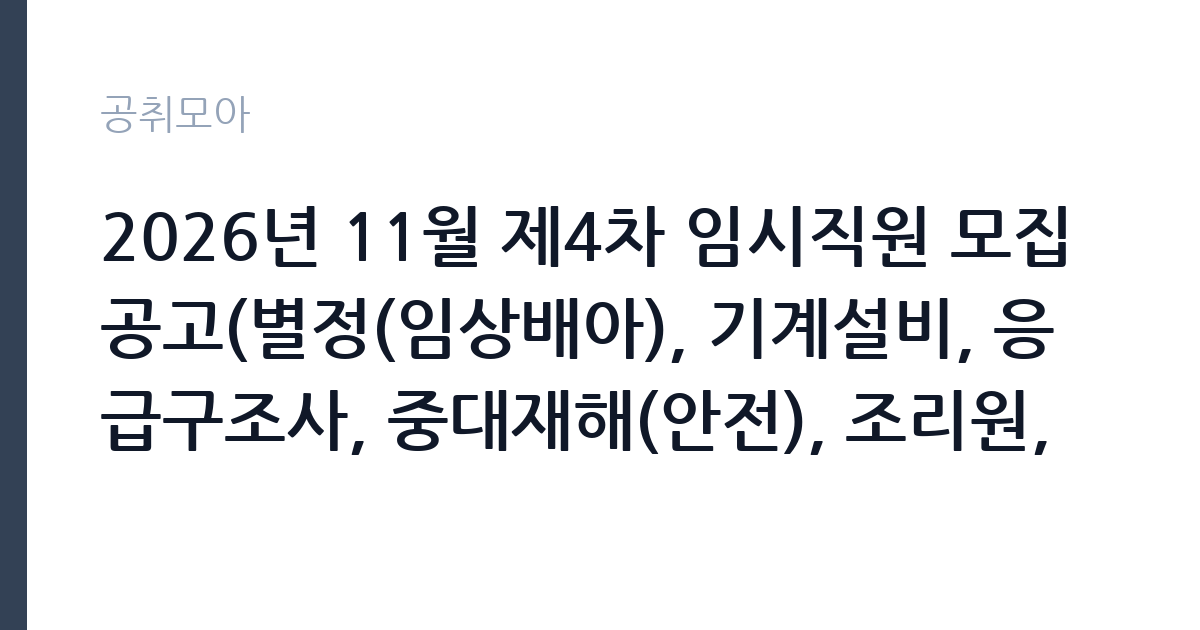 공취모아
2026년 11월 제4차 임시직원 모집
공고(별정(임상배아), 기계설비, 응
급구조사, 중대재해(안전), 조리원,